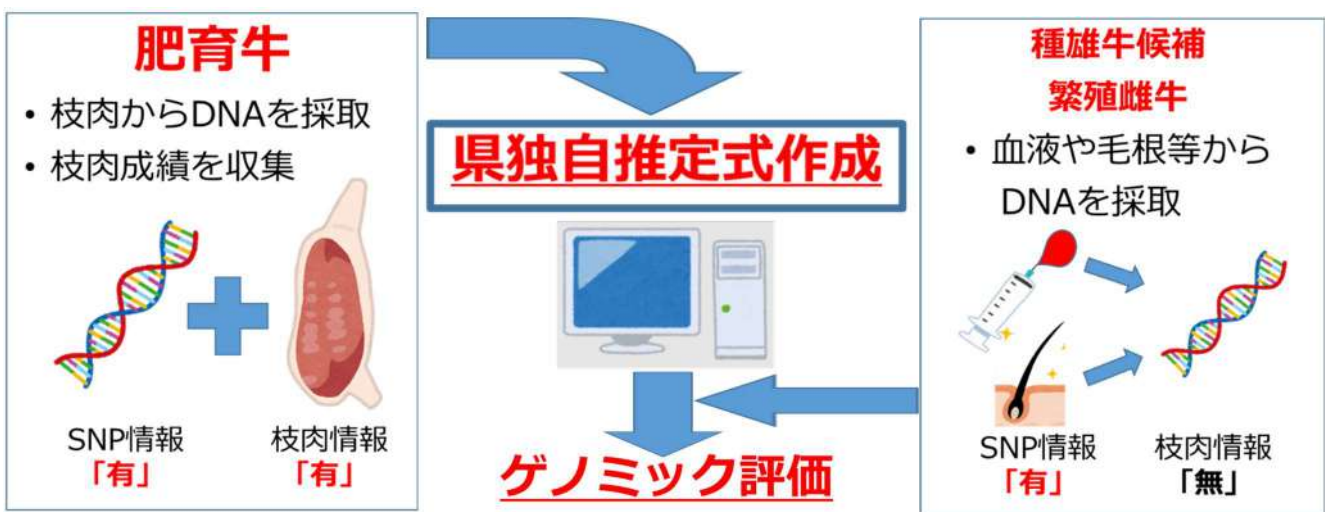 肥育牛
• 枝肉からDNAを採取
• 枝肉成績を収集
SNP情報
「有」
枝肉情報
「有」
県独自推定式作成
ゲノミック評価
種雄牛候補
繁殖雌牛
• 血液や毛根等から
DNAを採取
SNP情報
「有」
枝肉情報
「無」